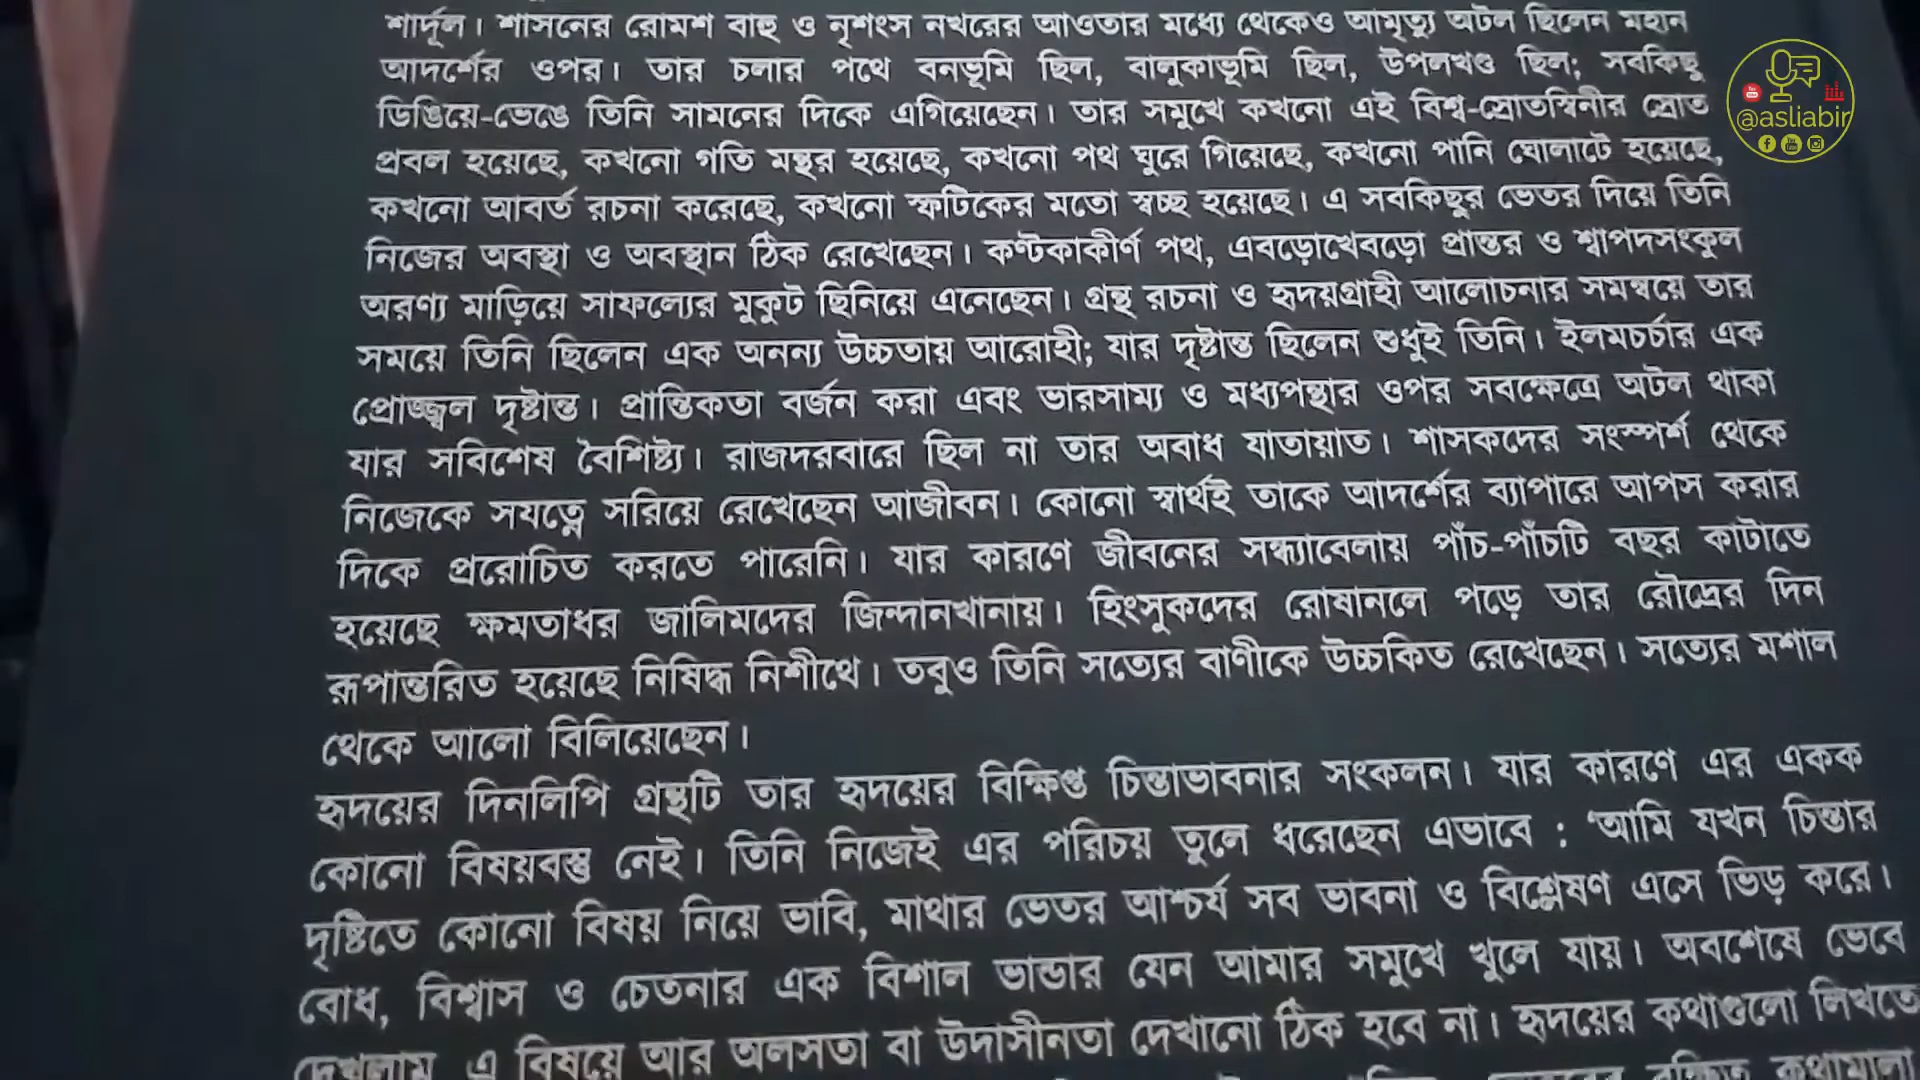 শার্দূল। শাসনের রোমশ বাহু ও নৃশংস নখরের আওতার মধ্যে থেকেও আমৃত্যু অটল ছিলেন মহান
আদর্শের ওপর। তার চলার পথে বনভূমি ছিল, বালুকাভূমি ছিল, উপলখণ্ড ছিল; সবকিছু
ডিঙিয়ে-ভেঙে তিনি সামনের দিকে এগিয়েছেন। তার সমুখে কখনো এই বিশ্ব-স্রোতস্বিনীর স্রোত
প্রবল হয়েছে, কখনো গতি মন্থর হয়েছে, কখনো পথ ঘুরে গিয়েছে, কখনো পানি ঘোলাটে হয়েছে,
কখনো আবর্ত রচনা করেছে, কখনো স্ফটিকের মতো স্বচ্ছ হয়েছে। এ সবকিছুর ভেতর দিয়ে তিনি
নিজের অবস্থা ও অবস্থান ঠিক রেখেছেন। কণ্টকাকীর্ণ পথ, এবড়োখেবড়ো প্রান্তর ও শ্বাপদসংকুল
অরণ্য মাড়িয়ে সাফল্যের মুকুট ছিনিয়ে এনেছেন। গ্রন্থ রচনা ও হৃদয়গ্রাহী আলোচনার সমন্বয়ে তার
সময়ে তিনি ছিলেন এক অনন্য উচ্চতায় আরোহী; যার দৃষ্টান্ত ছিলেন শুধুই তিনি। ইলমচর্চার এক
প্রোজ্জ্বল দৃষ্টান্ত। প্রান্তিকতা বর্জন করা এবং ভারসাম্য ও মধ্যপন্থার ওপর সবক্ষেত্রে অটল থাকা
যার সবিশেষ বৈশিষ্ট্য। রাজদরবারে ছিল না তার অবাধ যাতায়াত। শাসকদের সংস্পর্শ থেকে
নিজেকে সযত্নে সরিয়ে রেখেছেন আজীবন। কোনো স্বার্থই তাকে আদর্শের ব্যাপারে আপস করার
দিকে প্ররোচিত করতে পারেনি। যার কারণে জীবনের সন্ধ্যাবেলায় পাঁচ-পাঁচটি বছর কাটাতে
হয়েছে ক্ষমতাধর জালিমদের জিন্দানখানায়। হিংসুকদের রোষানলে পড়ে তার রৌদ্রের দিন
রূপান্তরিত হয়েছে নিষিদ্ধ নিশীথে। তবুও তিনি সত্যের বাণীকে উচ্চকিত রেখেছেন। সত্যের মশাল
থেকে আলো বিলিয়েছেন।
হৃদয়ের দিনলিপি গ্রন্থটি তার হৃদয়ের বিক্ষিপ্ত চিন্তাভাবনার সংকলন। যার কারণে এর একক
কোনো বিষয়বস্তু নেই। তিনি নিজেই এর পরিচয় তুলে ধরেছেন এভাবে : ‘আমি যখন চিন্তার
দৃষ্টিতে কোনো বিষয় নিয়ে ভাবি, মাথার ভেতর আশ্চর্য সব ভাবনা ও বিশ্লেষণ এসে ভিড় করে।
বোধ, বিশ্বাস ও চেতনার এক বিশাল ভান্ডার যেন আমার সমুখে খুলে যায়। অবশেষে ভেবে
দেখলাম এ বিষয়ে আর অলসতা বা উদাসীনতা দেখানো ঠিক হবে না। হৃদয়ের কথাগুলো লিখতে
কথামালা
@asliabir